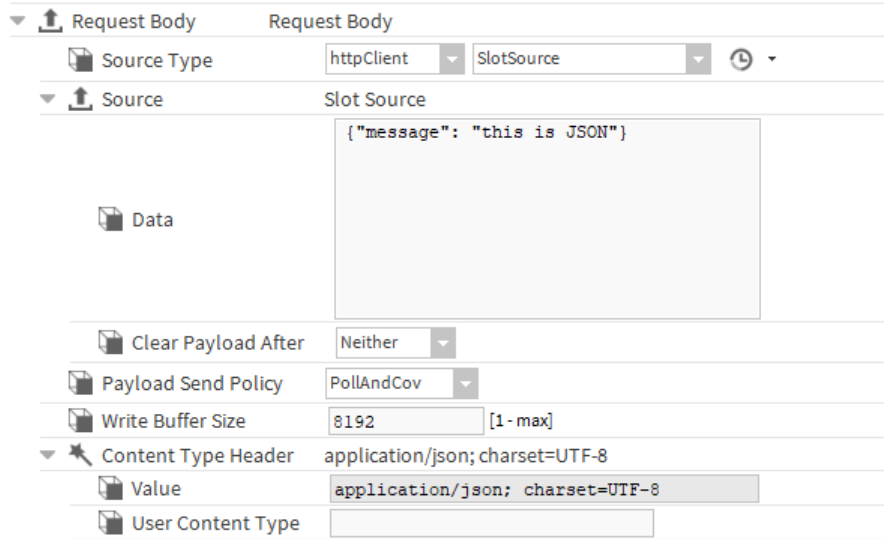 Request Body Request Body
Source Type httpClient SlotSource
Source Slot Source
{"message": "this is JSON"}
Data
Clear Payload After Neither
Payload Send Policy PollAndCov
Write Buffer Size 8192 [1 - max]
Content Type Header application/json; charset=UTF-8
Value application/json; charset=UTF-8
User Content Type